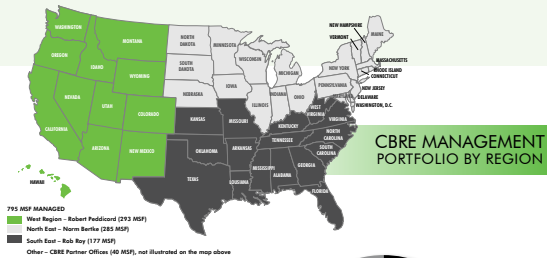 WASHINGTON
OREGON
MONTANA
IDAHO
WYOMING
NEVADA
UTAH
COLORADO
CALIFORNIA
ARIZONA
NEW MEXICO
HAWAII
NORTH
DAKOTA
SOUTH
DAKOTA
NEBRASKA
MINNESOTA
IOWA
WISCONSIN
MICHIGAN
ILLINOIS
INDIANA
OHIO
PENNSYLVANIA
NEW YORK
VERMONT
NEW HAMPSHIRE
MAINE
MASSACHUSETTS
RHODE ISLAND
CONNECTICUT
NEW JERSEY
DELAWARE
MARYLAND
WASHINGTON, D.C.
KANSAS
MISSOURI
KENTUCKY
WEST
VIRGINIA
VIRGINIA
NORTH
CAROLINA
TENNESSEE
SOUTH
CAROLINA
OKLAHOMA
ARKANSAS
TEXAS
LOUISIANA
MISSISSIPPI
ALABAMA
GEORGIA
FLORIDA
CBRE MANAGEMENT
PORTFOLIO BY REGION
795 MSF MANAGED
West Region – Robert Peddicord (293 MSF)
North East – Norm Bertke (285 MSF)
South East – Rob Roy (177 MSF)
Other – CBRE Partner Offices (40 MSF), not illustrated on the map above